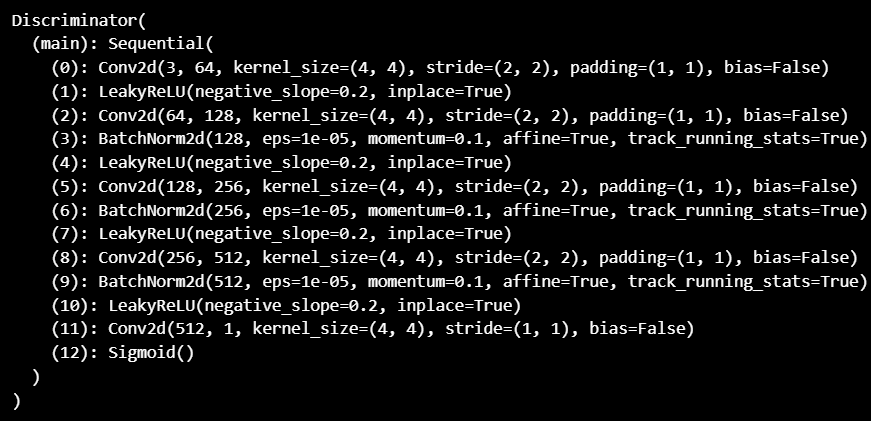 Discriminator(
  (main): Sequential(
    (0): Conv2d(3, 64, kernel_size=(4, 4), stride=(2, 2), padding=(1, 1), bias=False)
    (1): LeakyReLU(negative_slope=0.2, inplace=True)
    (2): Conv2d(64, 128, kernel_size=(4, 4), stride=(2, 2), padding=(1, 1), bias=False)
    (3): BatchNorm2d(128, eps=1e-05, momentum=0.1, affine=True, track_running_stats=True)
    (4): LeakyReLU(negative_slope=0.2, inplace=True)
    (5): Conv2d(128, 256, kernel_size=(4, 4), stride=(2, 2), padding=(1, 1), bias=False)
    (6): BatchNorm2d(256, eps=1e-05, momentum=0.1, affine=True, track_running_stats=True)
    (7): LeakyReLU(negative_slope=0.2, inplace=True)
    (8): Conv2d(256, 512, kernel_size=(4, 4), stride=(2, 2), padding=(1, 1), bias=False)
    (9): BatchNorm2d(512, eps=1e-05, momentum=0.1, affine=True, track_running_stats=True)
    (10): LeakyReLU(negative_slope=0.2, inplace=True)
    (11): Conv2d(512, 1, kernel_size=(4, 4), stride=(1, 1), bias=False)
    (12): Sigmoid()
  )
)